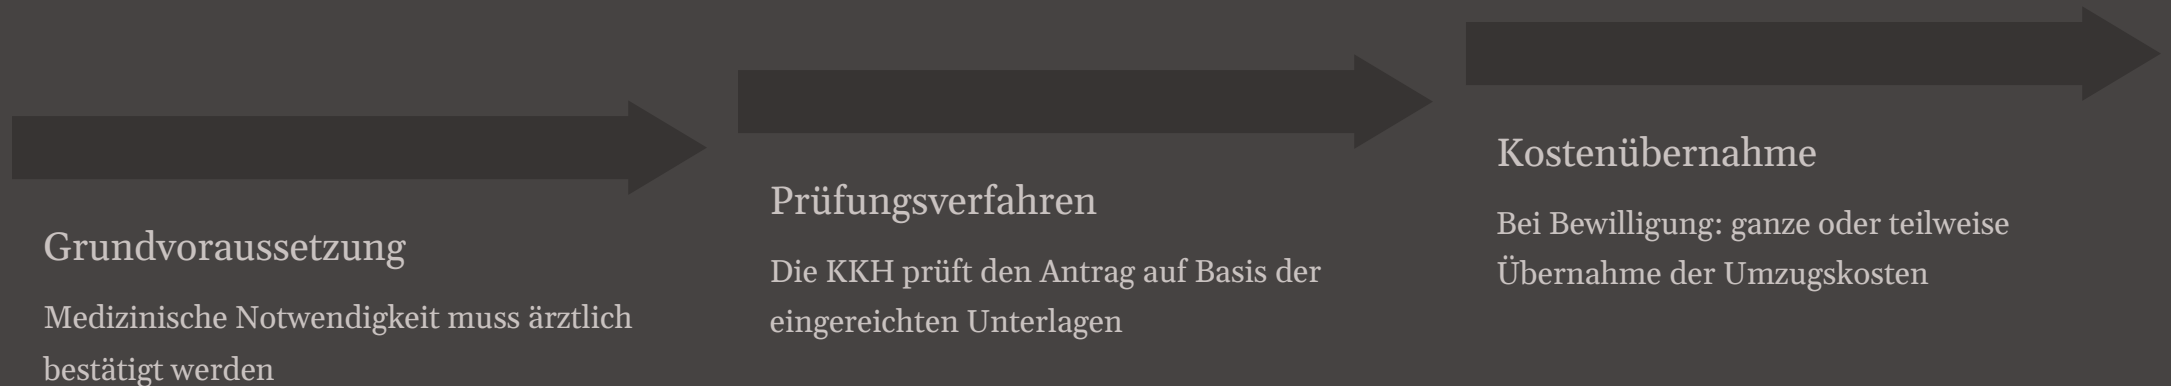 Grundvoraussetzung
Medizinische Notwendigkeit muss ärztlich
bestätigt werden
Prüfungsverfahren
Die KKH prüft den Antrag auf Basis der
eingereichten Unterlagen
Kostenübernahme
Bei Bewilligung: ganze oder teilweise
Übernahme der Umzugskosten